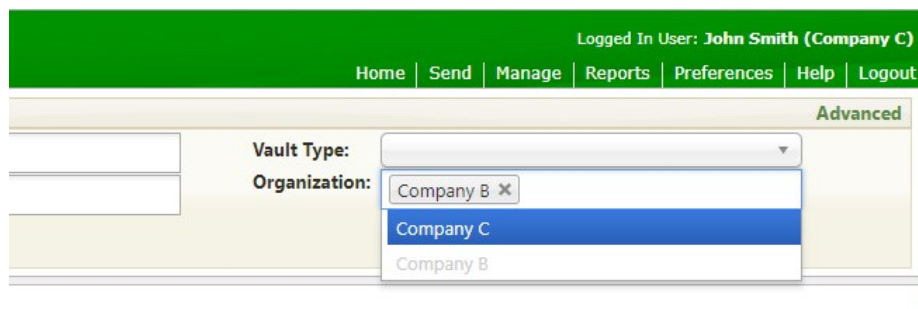 Logged In User: John Smith (Company C)
Home Send Manage Reports Preferences Help Logout
Advanced
Vault Type:
Organization: Company B ×
Company C
Company B